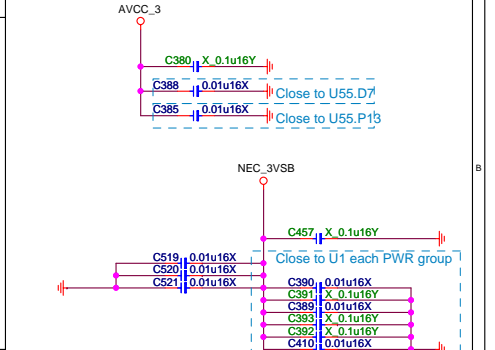 AVCC_3
C380 X_0.1u16Y
C388 0.01u16X Close to U55.D7
C385 0.01u16X Close to U55.P13
NEC_3VSB
B
C457 X_0.1u16Y
Close to U1 each PWR group
C519 0.01u16X
C520 0.01u16X
C521 0.01u16X
C390 0.01u16X
C391 X_0.1u16Y
C389 0.01u16X
C393 X_0.1u16Y
C392 X_0.1u16Y
C410 0.01u16X